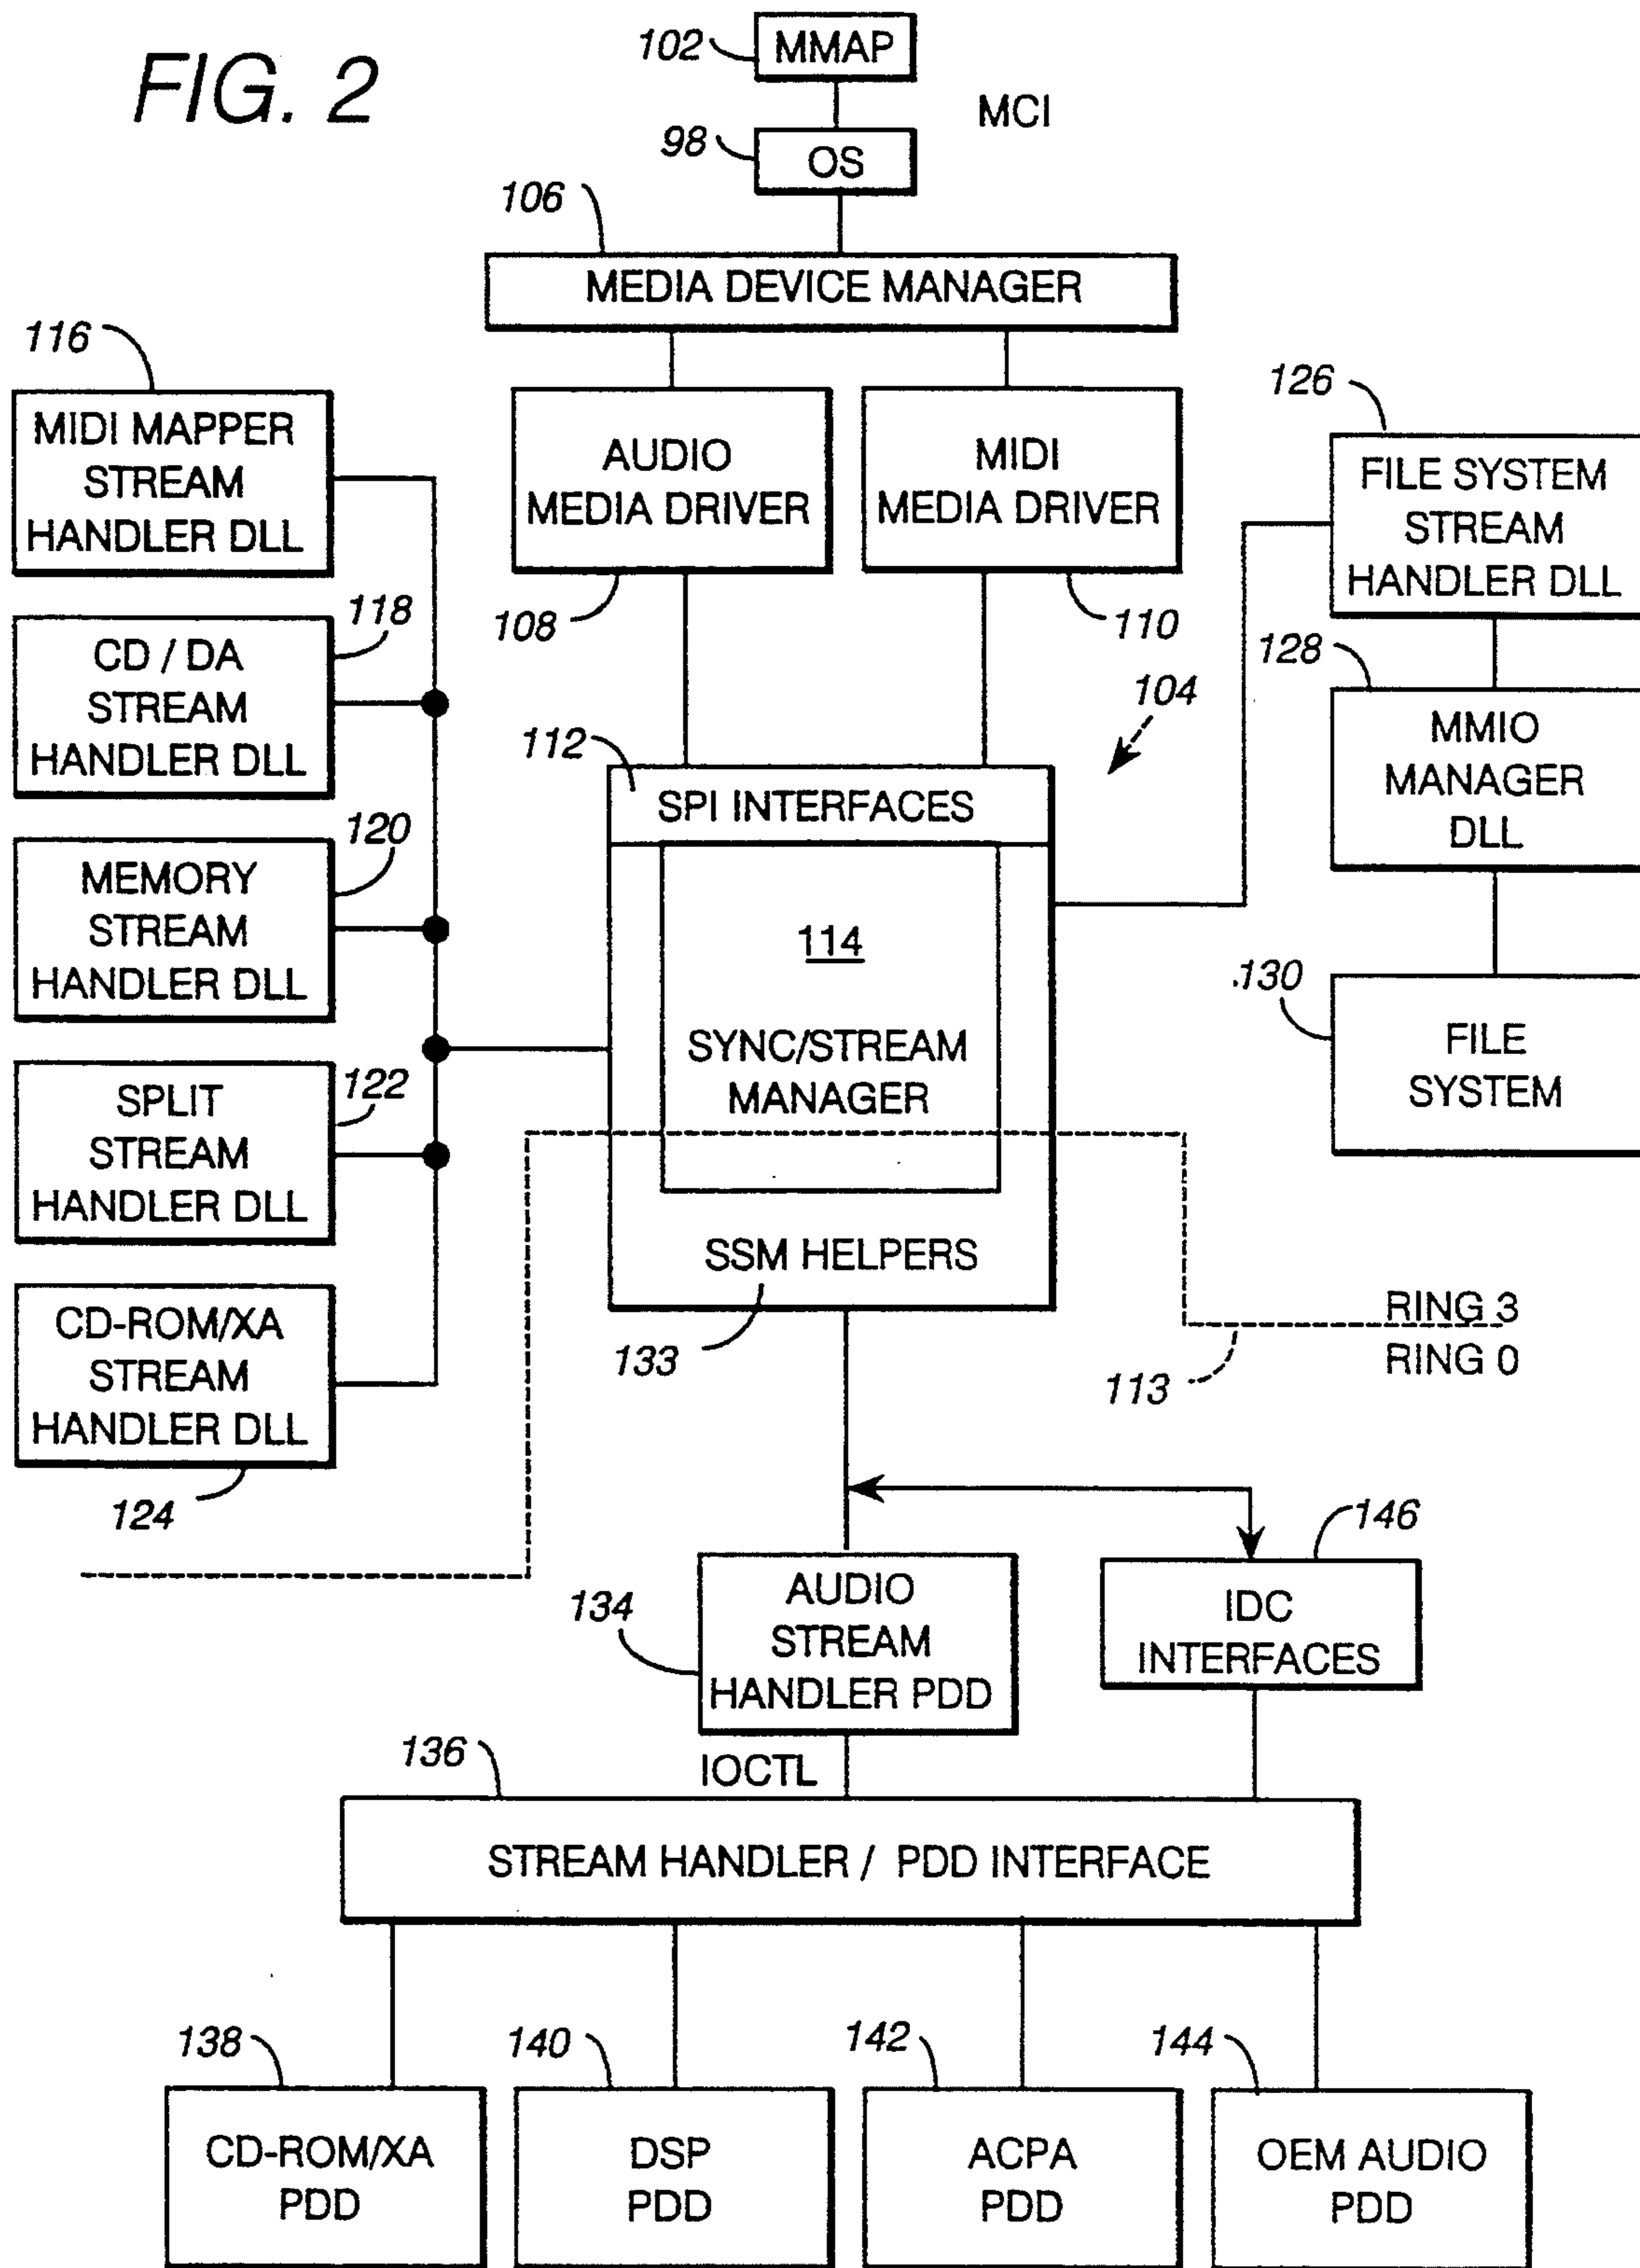 FIG. 2
102
MMAP
MCI
98
OS
106
MEDIA DEVICE MANAGER
116
MIDI MAPPER
STREAM
HANDLER DLL
AUDIO
MEDIA DRIVER
108
MIDI
MEDIA DRIVER
110
126
FILE SYSTEM
STREAM
HANDLER DLL
118
CD / DA
STREAM
HANDLER DLL
128
MMIO
MANAGER
DLL
104
112
SPI INTERFACES
120
MEMORY
STREAM
HANDLER DLL
114
SYNC/STREAM
MANAGER
130
FILE
SYSTEM
122
SPLIT
STREAM
HANDLER DLL
SSM HELPERS
133
RING 3
RING 0
113
CD-ROM/XA
STREAM
HANDLER DLL
124
146
IDC
INTERFACES
134
AUDIO
STREAM
HANDLER PDD
136
IOCTL
STREAM HANDLER / PDD INTERFACE
138
CD-ROM/XA
PDD
140
DSP
PDD
142
ACPA
PDD
144
OEM AUDIO
PDD